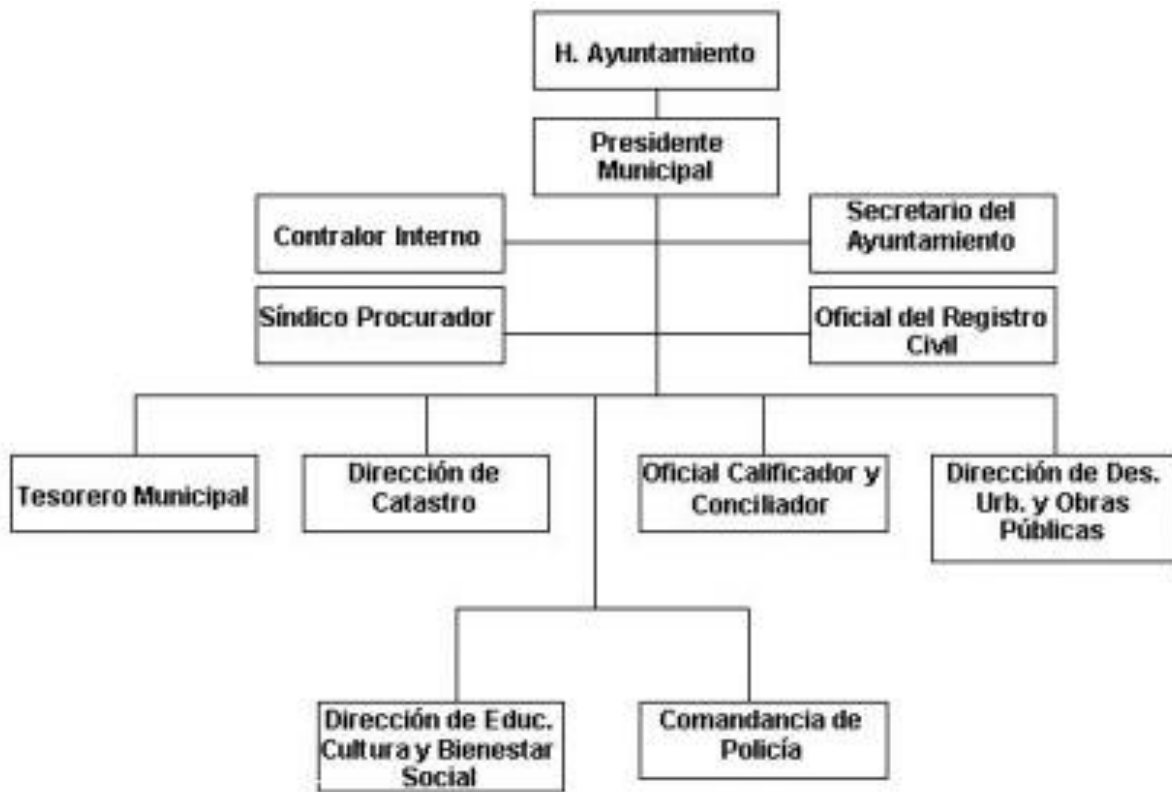 H. Ayuntamiento
Presidente
Municipal
Contralor Interno
Secretario del
Ayuntamiento
Síndico Procurador
Oficial del Registro
Civil
Tesorero Municipal
Dirección de
Catastro
Oficial Calificador y
Conciliador
Dirección de Des.
Urb. y Obras
Públicas
Dirección de Educ.
Cultura y Bienestar
Social
Comandancia de
Policía